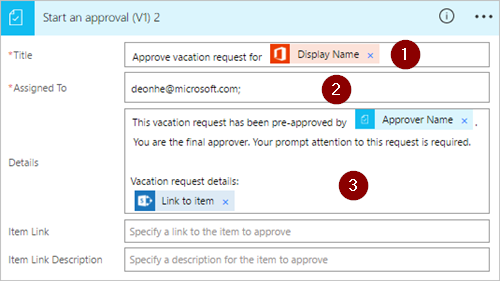 Start an approval (V1) 2
*Title
Approve vacation request for Display Name x
1
*Assigned To
deonhe@microsoft.com;
2
Details
This vacation request has been pre-approved by Approver Name x .
You are the final approver. Your prompt attention to this request is required.
Vacation request details:
Link to item x
3
Item Link
Specify a link to the item to approve
Item Link Description
Specify a description for the item to approve